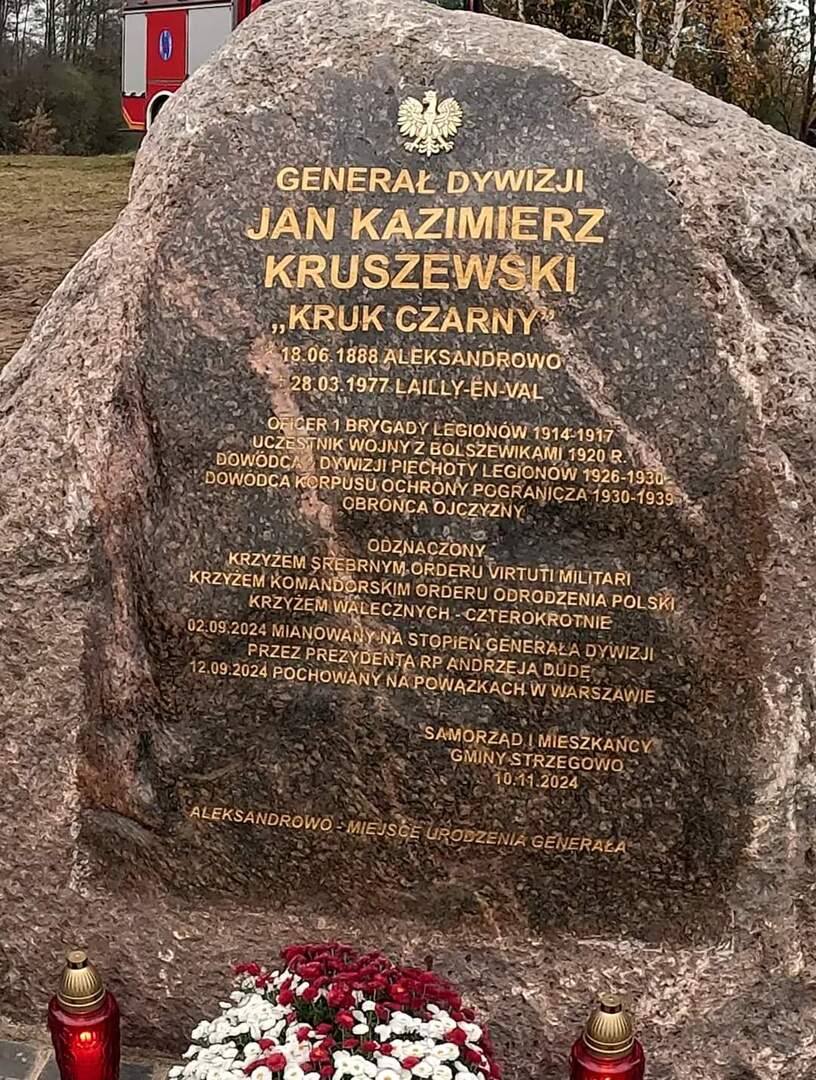 GENERAŁ DYWIZJI
JAN KAZIMIERZ
KRUSZEWSKI
„KRUK CZARNY”
18.06.1888 ALEKSANDROWO
28.03.1977 LAILLY-EN-VAL
OFICER 1 BRYGADY LEGIONÓW 1914-1917
UCZESTNIK WOJNY Z BOLSZEWIKAMI 1920 R.
DOWÓDCA DYWIZJI PIECHOTY LEGIONÓW 1926-1930
DOWÓDCA KORPUSU OCHRONY POGRANICZA 1930-1939
OBROŃCA OJCZYZNY
ODZNACZONY
KRZYŻEM SREBRNYM ORDERU VIRTUTI MILITARI
KRZYŻEM KOMANDORSKIM ORDERU ODRODZENIA POLSKI
KRZYŻEM WALECZNYCH - CZTEROKROTNIE
02.09.2024 MIANOWANY NA STOPIEŃ GENERAŁA DYWIZJI
PRZEZ PREZYDENTA RP ANDRZEJA DUDĘ
12.09.2024 POCHOWANY NA POWĄZKACH W WARSZAWIE
SAMORZĄD I MIESZKAŃCY
GMINY STRZEGOWO
10.11.2024
ALEKSANDROWO - MIEJSCE URODZENIA GENERAŁA